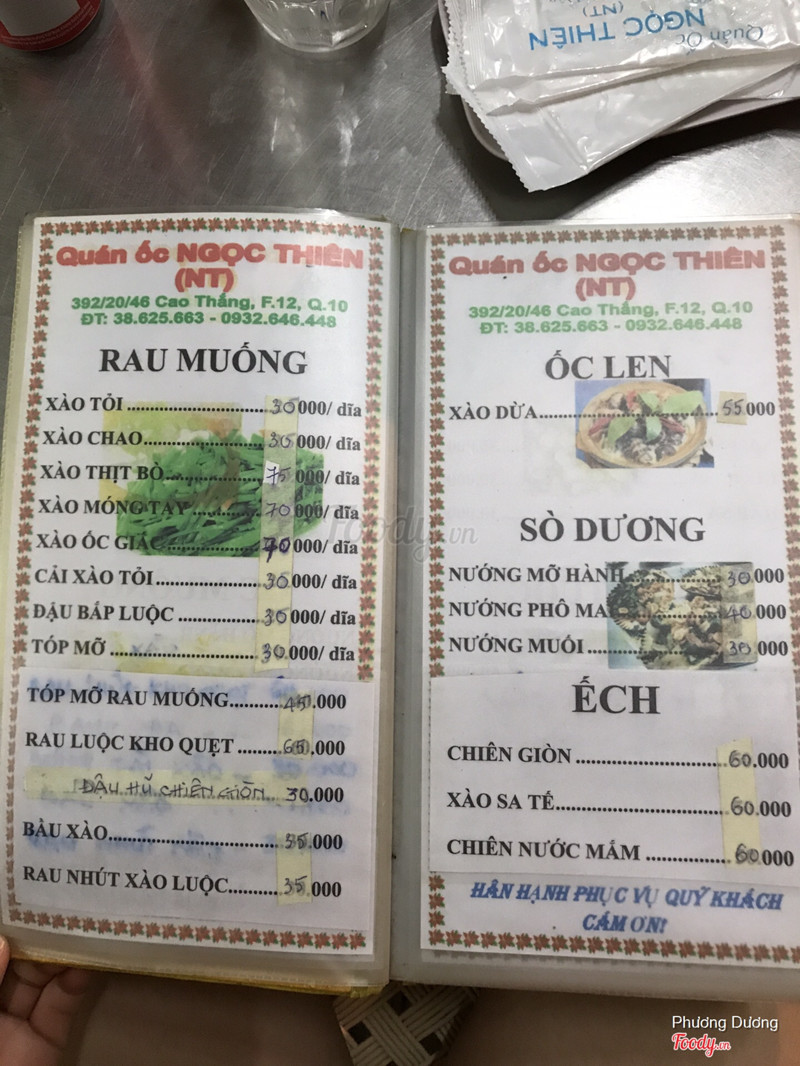 Quán Ốc
NGỌC THIÊN
(NT)
Quán ốc NGỌC THIÊN
(NT)
392/20/46 Cao Thắng, F.12, Q.10
ĐT: 38.625.663 - 0932.646.448
RAU MUỐNG
XÀO TỎI ........ 30 000/ dĩa
XÀO CHAO ........ 30 000/ dĩa
XÀO THỊT BÒ ........ 75 000/ dĩa
XÀO MÓNG TAY ........ 70 000/ dĩa
XÀO ỐC GIÁC ........ 70 000/ dĩa
CẢI XÀO TỎI ........ 30 000/ dĩa
ĐẬU BẮP LUỘC ........ 30 000/ dĩa
TÓP MỠ ........ 30 000/ dĩa
TÓP MỠ RAU MUỐNG ........ .000
RAU LUỘC KHO QUẸT ........ 65.000
ĐẬU HŨ CHIÊN GIÒN ........ 30.000
BẦU XÀO ........ .000
RAU NHÚT XÀO LUỘC ........ 35.000
Quán ốc NGỌC THIÊN
(NT)
392/20/46 Cao Thắng, F.12, Q.10
ĐT: 38.625.663 - 0932.646.448
ỐC LEN
XÀO DỪA ........ 55 000
SÒ DƯƠNG
NƯỚNG MỠ HÀNH ........ 30 000
NƯỚNG PHÔ MAI ........ 40 000
NƯỚNG MUỐI ........ 30 000
ẾCH
CHIÊN GIÒN ........ 60.000
XÀO SA TẾ ........ 60.000
CHIÊN NƯỚC MẮM ........ 60 000
HÂN HẠNH PHỤC VỤ QUÝ KHÁCH
CÁM ƠN!
foody.vn
Phương Dương
Foody.vn